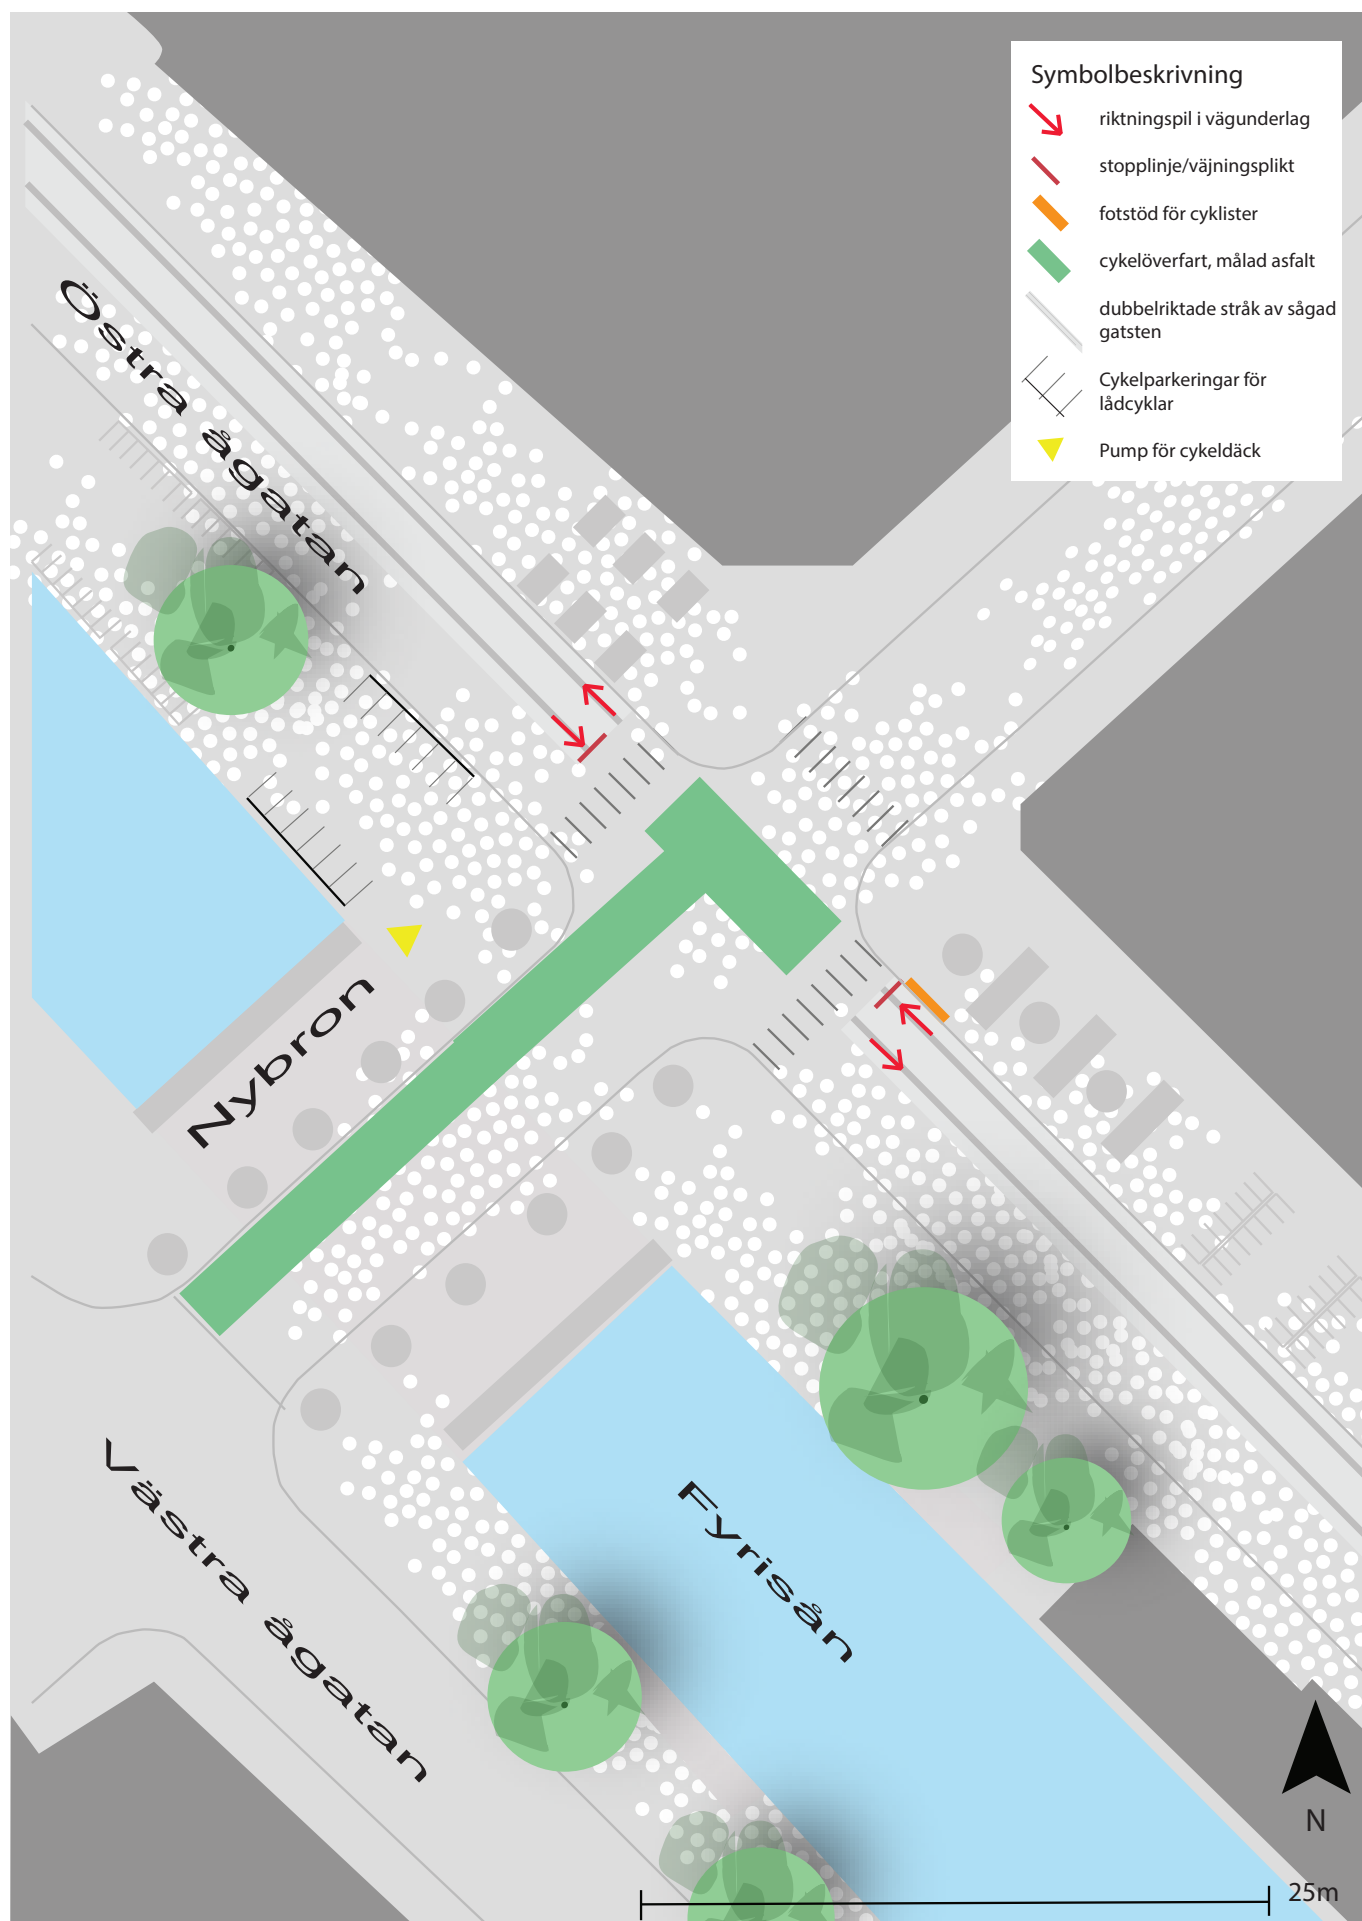 Symbolbeskrivning
riktningspil i vägunderlag
stopplinje/väjningsplikt
fotstöd för cyklister
cykelöverfart, målad asfalt
dubbelriktade stråk av sågad
gatsten
Cykelparkeringar för
lådcyklar
Pump för cykeldäck
Östra ågatan
Nybron
Västra ågatan
Fyrisån
N
25m